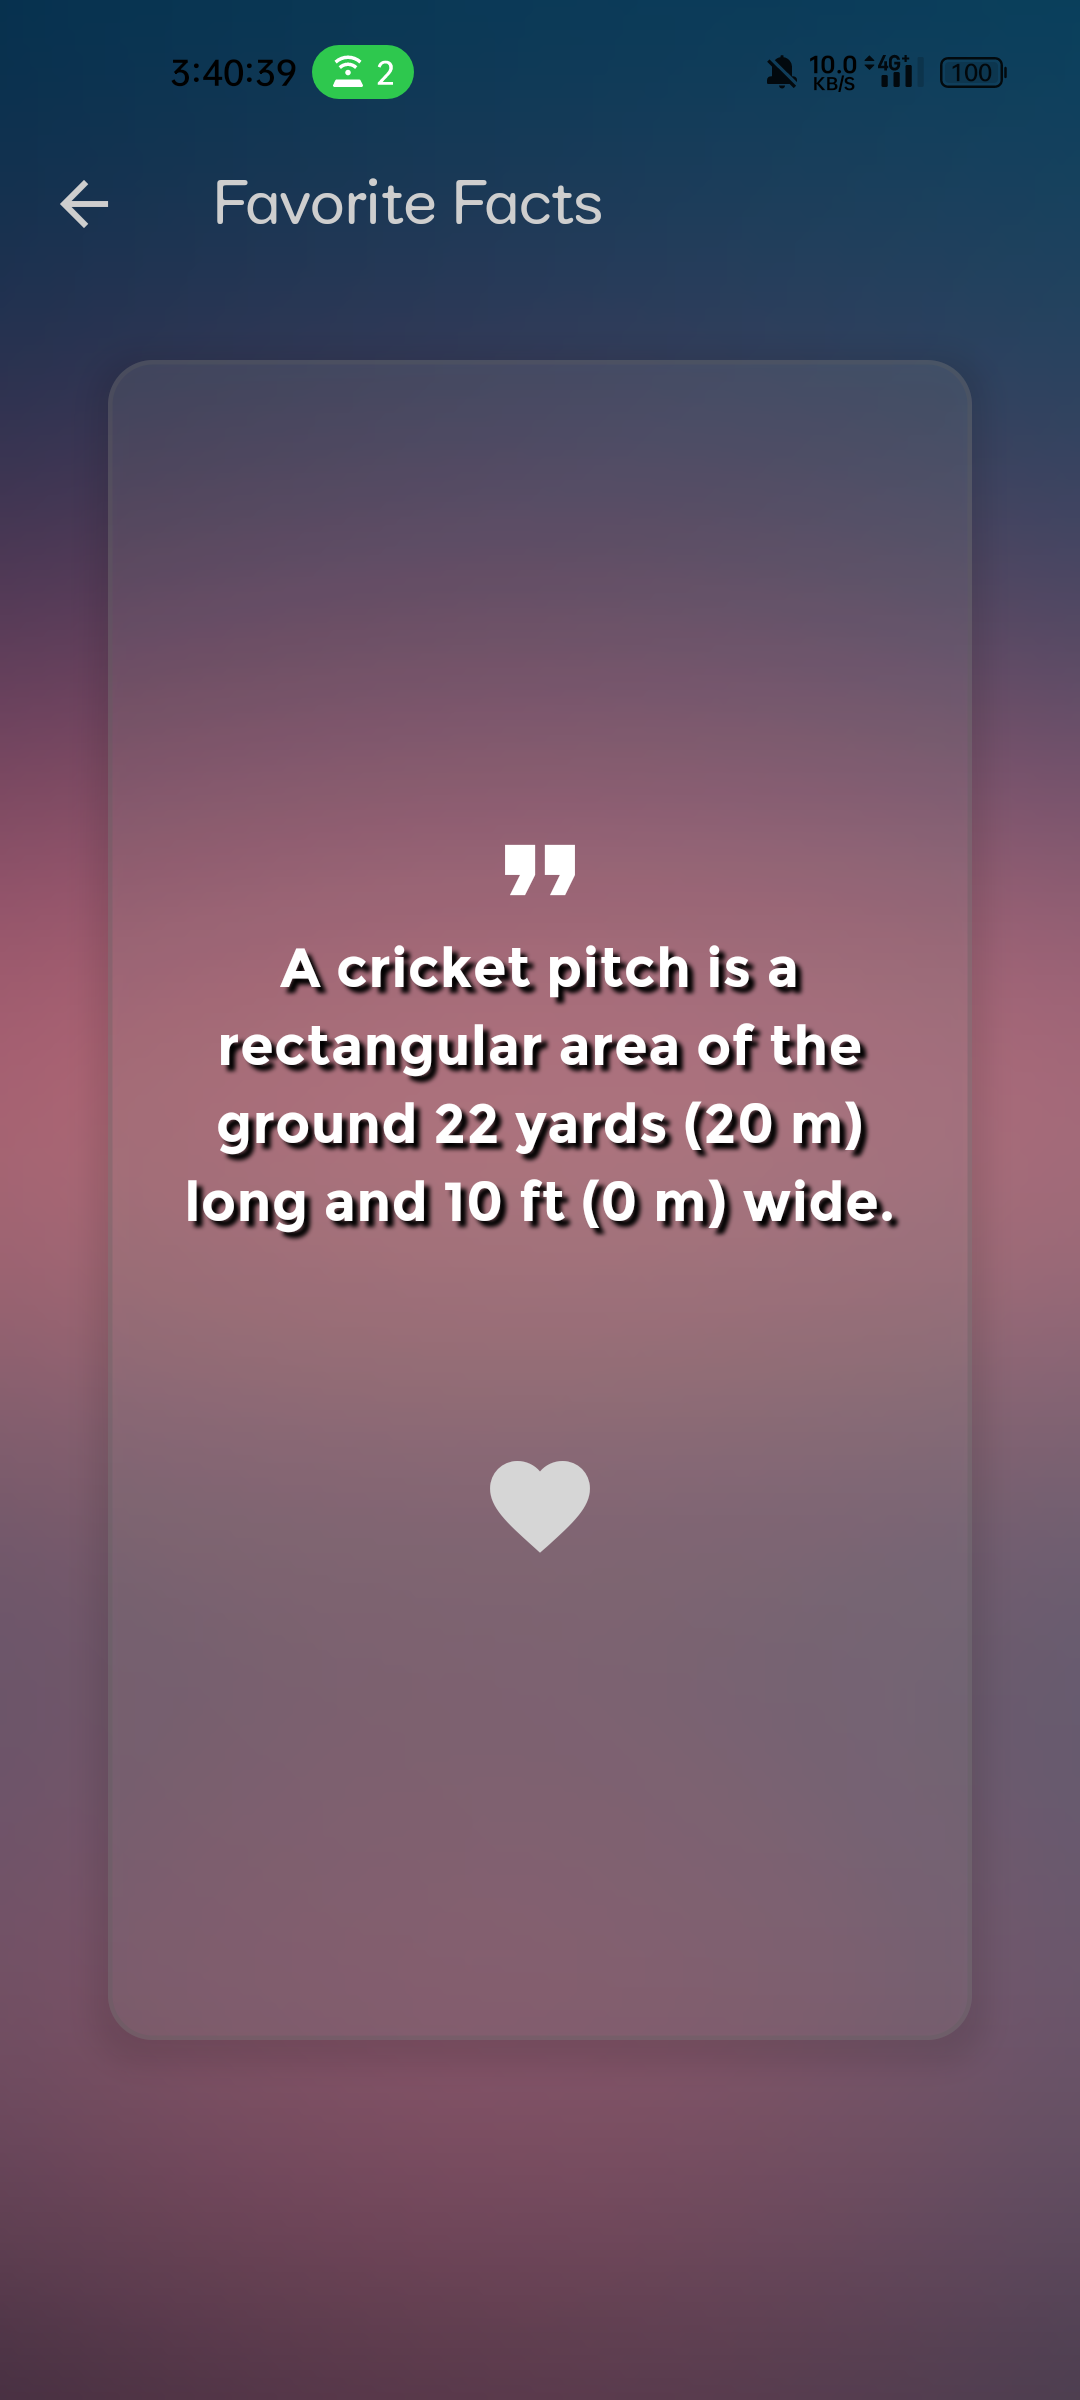 3:40:39 2 10.0 KB/S 4G+ 100
Favorite Facts
”
A cricket pitch is a
rectangular area of the
ground 22 yards (20 m)
long and 10 ft (0 m) wide.